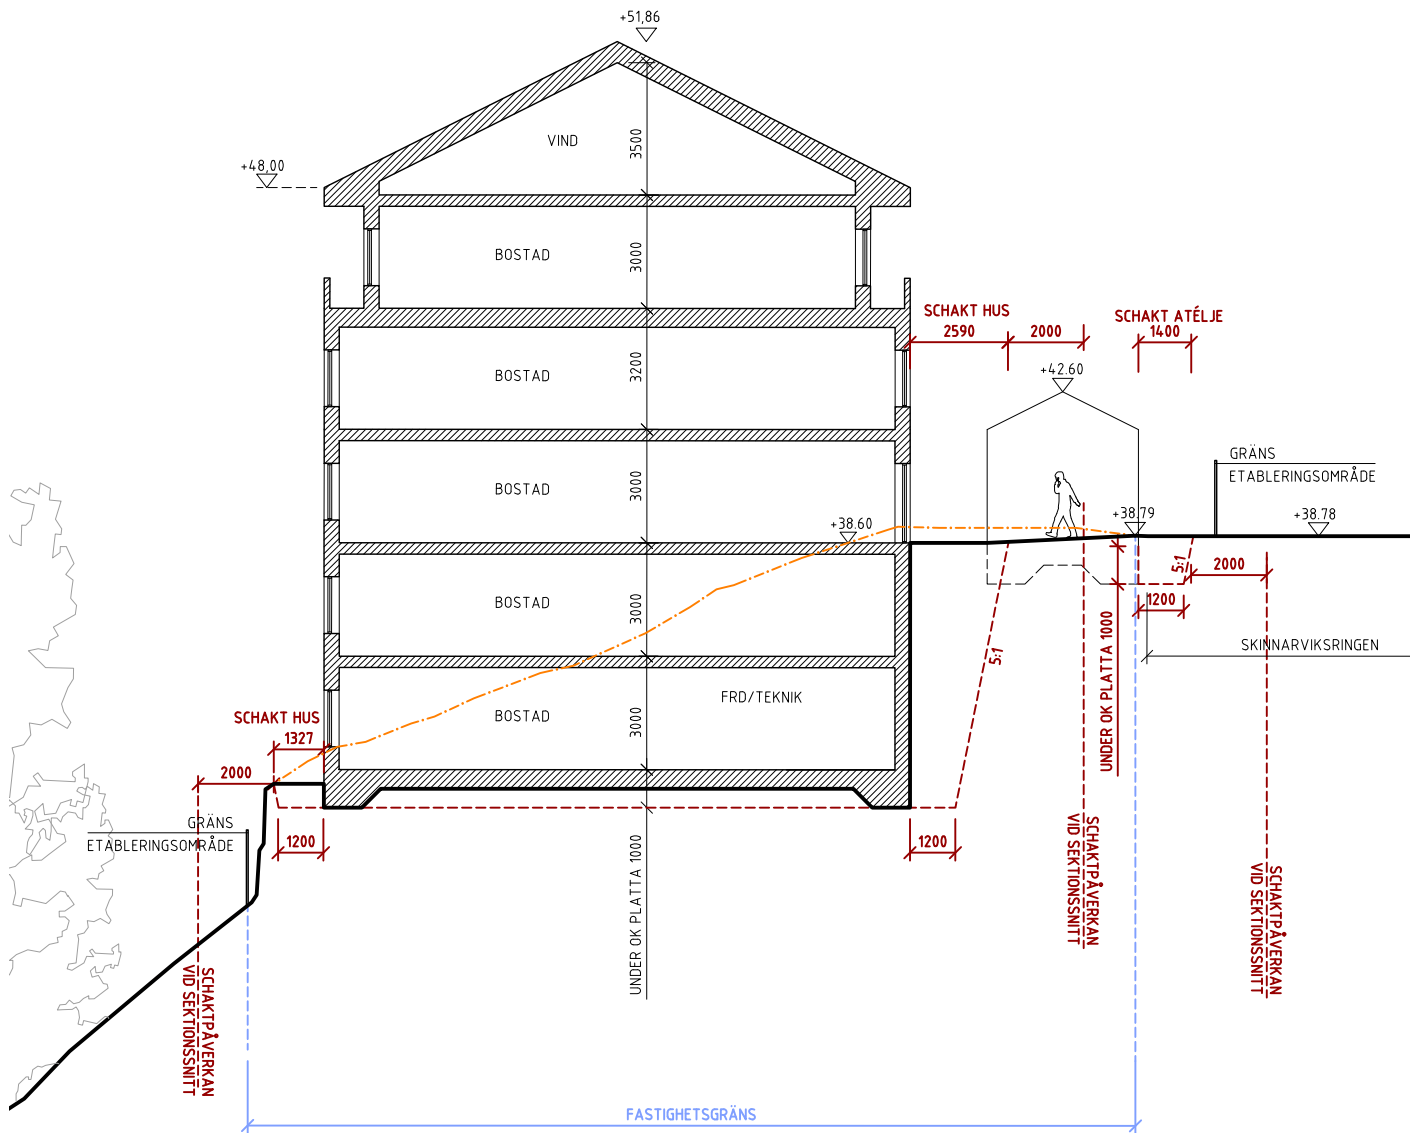 +51,86
VIND
3500
+48,00
BOSTAD
3000
SCHAKT HUS
2590
2000
SCHAKT ATÉLJE
1400
BOSTAD
3200
+42.60
GRÄNS
ETABLERINGSOMRÅDE
BOSTAD
3000
+38.60
+38.79
+38.78
5:1
2000
1200
BOSTAD
3000
UNDER OK PLATTA 1000
SKINNARVIKSRINGEN
5:1
FRD/TEKNIK
BOSTAD
3000
SCHAKT HUS
1327
2000
GRÄNS
ETABLERINGSOMRÅDE
1200
1200
UNDER OK PLATTA 1000
SCHAKTPÅVERKAN
VID SEKTIONSSNITT
SCHAKTPÅVERKAN
VID SEKTIONSSNITT
SCHAKTPÅVERKAN
VID SEKTIONSSNITT
FASTIGHETSGRÄNS